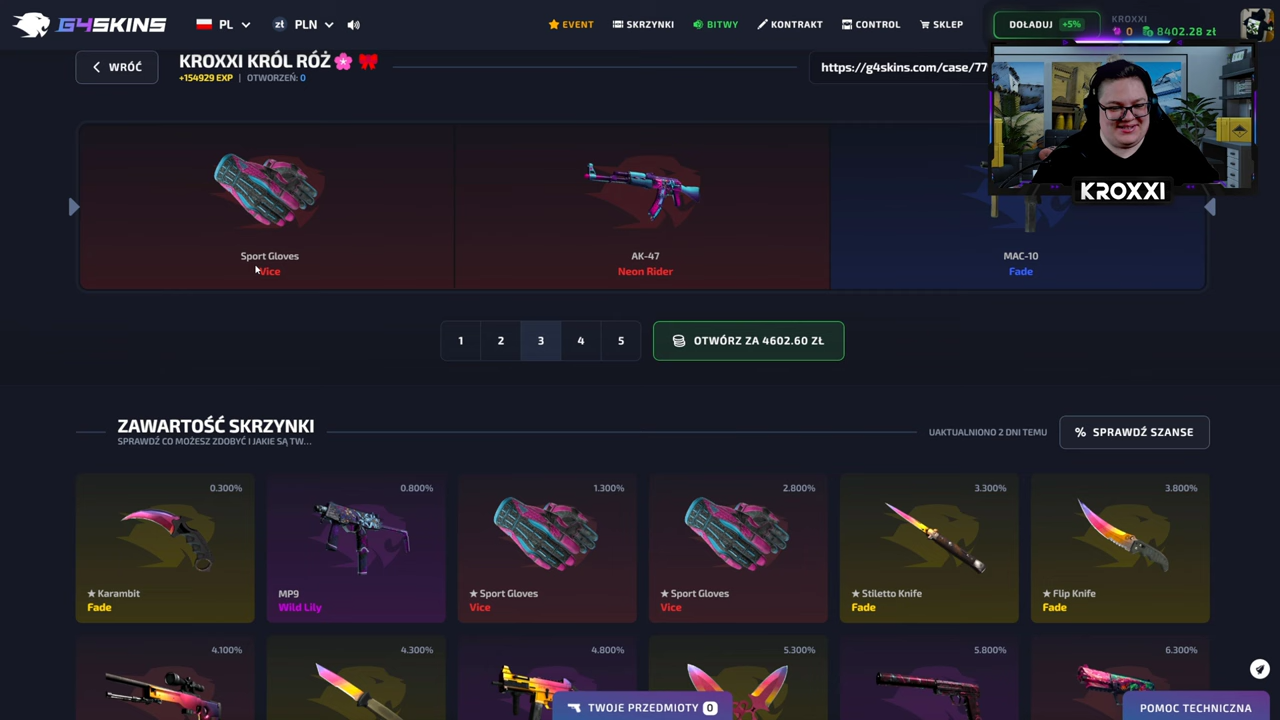 G4SKINS
PL
zł PLN
EVENT
SKRZYNKI
BITWY
KONTRAKT
CONTROL
SKLEP
DOŁADUJ +5%
KROXXI
0 8402.28 zł
WRÓĆ
KROXXI KRÓL RÓŻ
+154929 EXP | OTWORZEŃ: 0
https://g4skins.com/case/77
KROXXI
Sport Gloves
Vice
AK-47
Neon Rider
MAC-10
Fade
1 2 3 4 5
OTWÓRZ ZA 4602.60 ZŁ
ZAWARTOŚĆ SKRZYNKI
SPRAWDŹ CO MOŻESZ ZDOBYĆ I JAKIE SĄ TW...
UAKTUALNIONO 2 DNI TEMU
% SPRAWDŹ SZANSE
0.300%
★ Karambit
Fade
0.800%
MP9
Wild Lily
1.300%
★ Sport Gloves
Vice
2.800%
★ Sport Gloves
Vice
3.300%
★ Stiletto Knife
Fade
3.800%
★ Flip Knife
Fade
4.100%
4.300%
4.800%
5.300%
5.800%
6.300%
TWOJE PRZEDMIOTY 0
POMOC TECHNICZNA